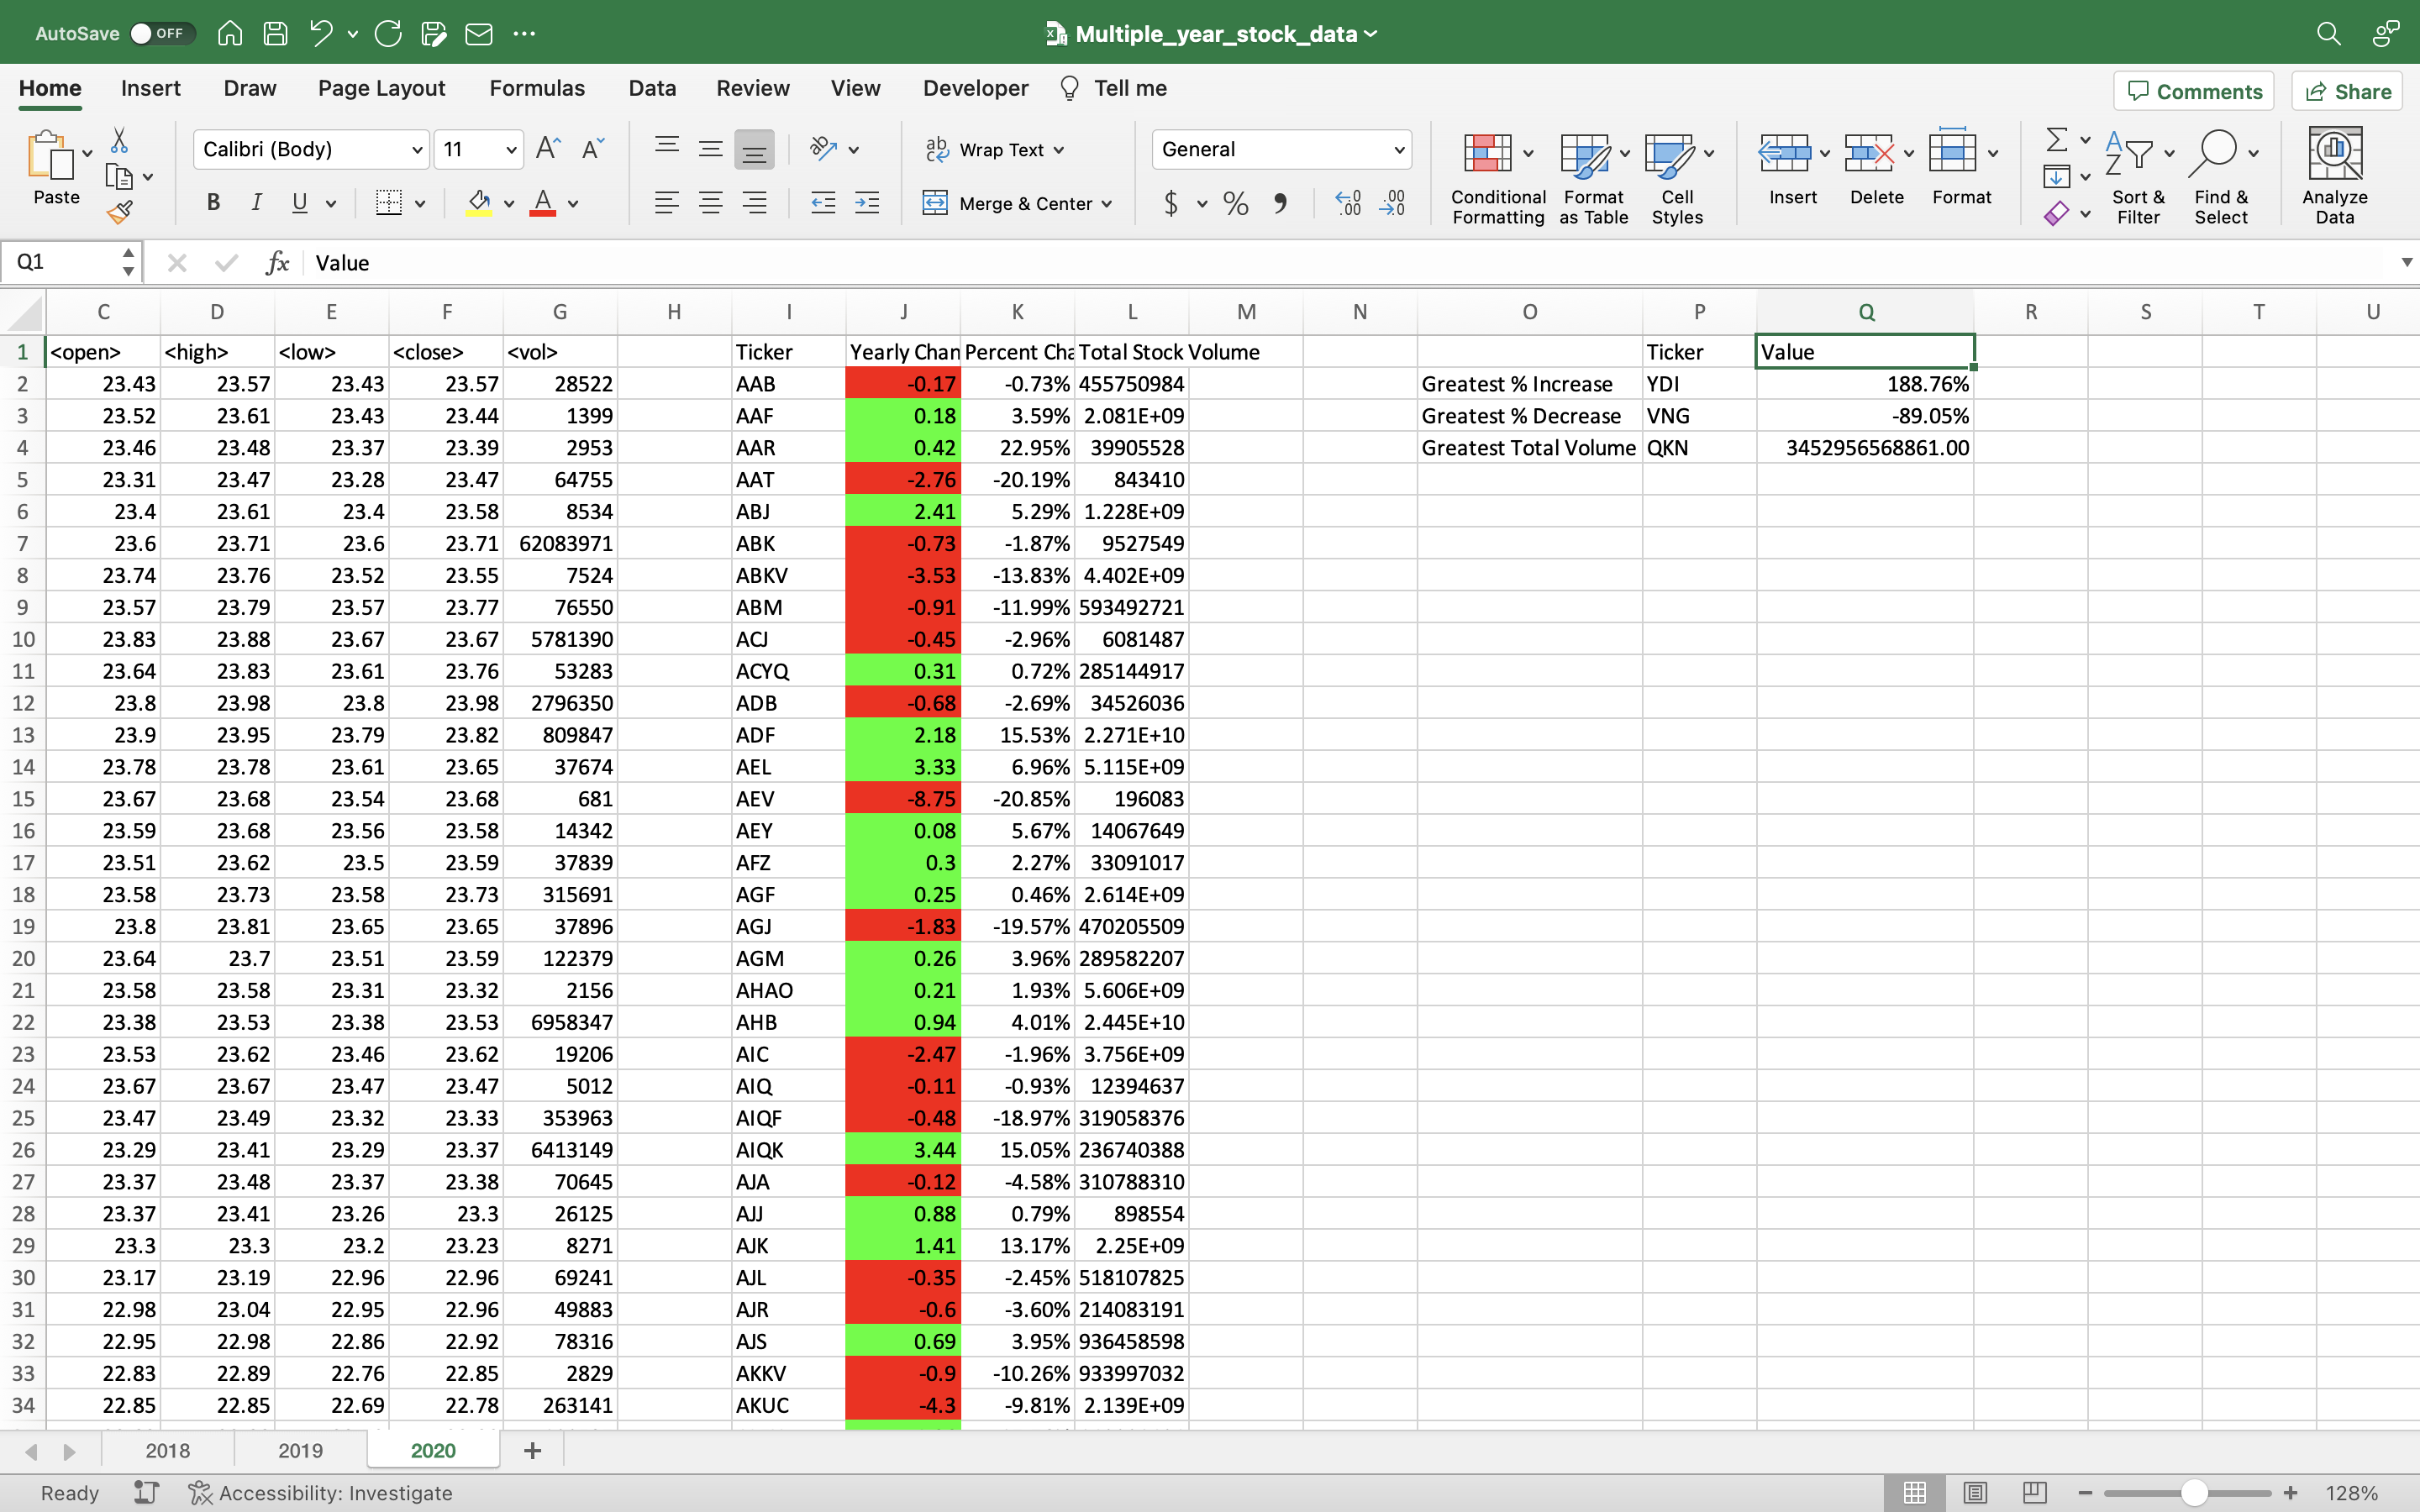 AutoSave OFF Multiple_year_stock_data
Home Insert Draw Page Layout Formulas Data Review View Developer Tell me Comments Share
Paste Calibri (Body) 11 Wrap Text General
B I U Merge & Center $ % Conditional Formatting Format as Table Cell Styles Insert Delete Format Sort & Filter Find & Select Analyze Data
Q1 fx Value
C D E F G H I J K L M N O P Q R S T U
1 <open> <high> <low> <close> <vol> Ticker Yearly Chan Percent Cha Total Stock Volume Ticker Value
2 23.43 23.57 23.43 23.57 28522 AAB -0.17 -0.73% 455750984 Greatest % Increase YDI 188.76%
3 23.52 23.61 23.43 23.44 1399 AAF 0.18 3.59% 2.081E+09 Greatest % Decrease VNG -89.05%
4 23.46 23.48 23.37 23.39 2953 AAR 0.42 22.95% 39905528 Greatest Total Volume QKN 3452956568861.00
5 23.31 23.47 23.28 23.47 64755 AAT -2.76 -20.19% 843410
6 23.4 23.61 23.4 23.58 8534 ABJ 2.41 5.29% 1.228E+09
7 23.6 23.71 23.6 23.71 62083971 ABK -0.73 -1.87% 9527549
8 23.74 23.76 23.52 23.55 7524 ABKV -3.53 -13.83% 4.402E+09
9 23.57 23.79 23.57 23.77 76550 ABM -0.91 -11.99% 593492721
10 23.83 23.88 23.67 23.67 5781390 ACJ -0.45 -2.96% 6081487
11 23.64 23.83 23.61 23.76 53283 ACYQ 0.31 0.72% 285144917
12 23.8 23.98 23.8 23.98 2796350 ADB -0.68 -2.69% 34526036
13 23.9 23.95 23.79 23.82 809847 ADF 2.18 15.53% 2.271E+10
14 23.78 23.78 23.61 23.65 37674 AEL 3.33 6.96% 5.115E+09
15 23.67 23.68 23.54 23.68 681 AEV -8.75 -20.85% 196083
16 23.59 23.68 23.56 23.58 14342 AEY 0.08 5.67% 14067649
17 23.51 23.62 23.5 23.59 37839 AFZ 0.3 2.27% 33091017
18 23.58 23.73 23.58 23.73 315691 AGF 0.25 0.46% 2.614E+09
19 23.8 23.81 23.65 23.65 37896 AGJ -1.83 -19.57% 470205509
20 23.64 23.7 23.51 23.59 122379 AGM 0.26 3.96% 289582207
21 23.58 23.58 23.31 23.32 2156 AHAO 0.21 1.93% 5.606E+09
22 23.38 23.53 23.38 23.53 6958347 AHB 0.94 4.01% 2.445E+10
23 23.53 23.62 23.46 23.62 19206 AIC -2.47 -1.96% 3.756E+09
24 23.67 23.67 23.47 23.47 5012 AIQ -0.11 -0.93% 12394637
25 23.47 23.49 23.32 23.33 353963 AIQF -0.48 -18.97% 319058376
26 23.29 23.41 23.29 23.37 6413149 AIQK 3.44 15.05% 236740388
27 23.37 23.48 23.37 23.38 70645 AJA -0.12 -4.58% 310788310
28 23.37 23.41 23.26 23.3 26125 AJJ 0.88 0.79% 898554
29 23.3 23.3 23.2 23.23 8271 AJK 1.41 13.17% 2.25E+09
30 23.17 23.19 22.96 22.96 69241 AJL -0.35 -2.45% 518107825
31 22.98 23.04 22.95 22.96 49883 AJR -0.6 -3.60% 214083191
32 22.95 22.98 22.86 22.92 78316 AJS 0.69 3.95% 936458598
33 22.83 22.89 22.76 22.85 2829 AKKV -0.9 -10.26% 933997032
34 22.85 22.85 22.69 22.78 263141 AKUC -4.3 -9.81% 2.139E+09
2018 2019 2020 +
Ready Accessibility: Investigate 128%